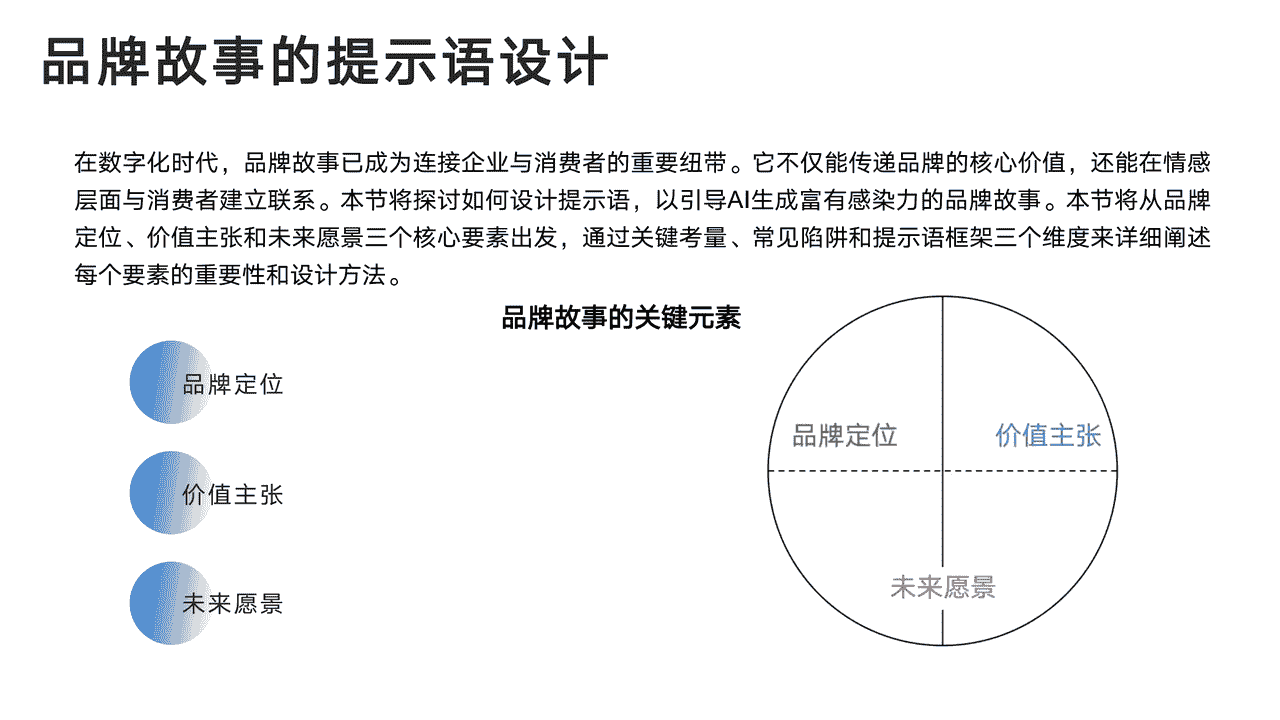 品牌故事的提示语设计
在数字化时代，品牌故事已成为连接企业与消费者的重要纽带。它不仅能传递品牌的核心价值，还能在情感
层面与消费者建立联系。本节将探讨如何设计提示语，以引导AI生成富有感染力的品牌故事。本节将从品牌
定位、价值主张和未来愿景三个核心要素出发，通过关键考量、常见陷阱和提示语框架三个维度来详细阐述
每个要素的重要性和设计方法。
品牌故事的关键元素
品牌定位
价值主张
未来愿景
品牌定位
价值主张
未来愿景